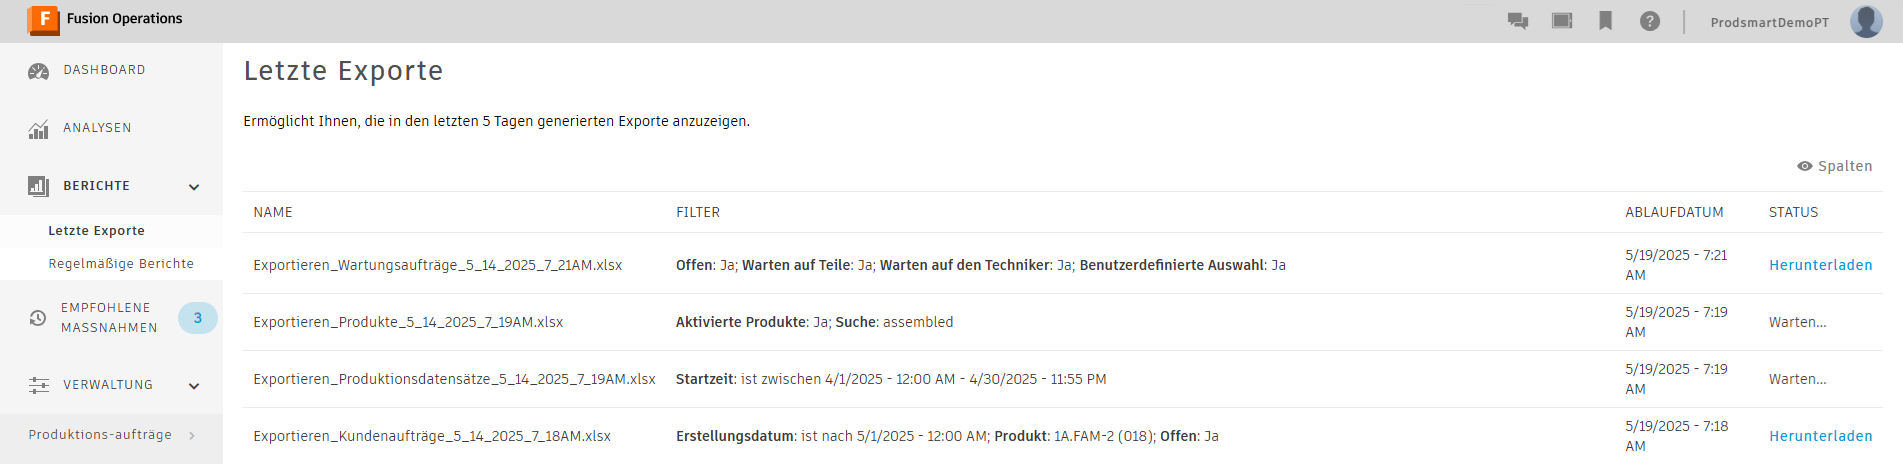 F Fusion Operations
? ProdsmartDemoPT
DASHBOARD
ANALYSEN
BERICHTE
Letzte Exporte
Regelmäßige Berichte
EMPFOHLENE
MASSNAHMEN
3
VERWALTUNG
Produktions-aufträge
Letzte Exporte
Ermöglicht Ihnen, die in den letzten 5 Tagen generierten Exporte anzuzeigen.
Spalten
NAME FILTER ABLAUFDATUM STATUS
Exportieren_Wartungsaufträge_5_14_2025_7_21AM.xlsx Offen: Ja; Warten auf Teile: Ja; Warten auf den Techniker: Ja; Benutzerdefinierte Auswahl: Ja 5/19/2025 - 7:21 Herunterladen
AM
Exportieren_Produkte_5_14_2025_7_19AM.xlsx Aktivierte Produkte: Ja; Suche: assembled 5/19/2025 - 7:19 Warten...
AM
Exportieren_Produktionsdatensätze_5_14_2025_7_19AM.xlsx Startzeit: ist zwischen 4/1/2025 - 12:00 AM - 4/30/2025 - 11:55 PM 5/19/2025 - 7:19 Warten...
AM
Exportieren_Kundenaufträge_5_14_2025_7_18AM.xlsx Erstellungsdatum: ist nach 5/1/2025 - 12:00 AM; Produkt: 1A.FAM-2 (018); Offen: Ja 5/19/2025 - 7:18 Herunterladen
AM